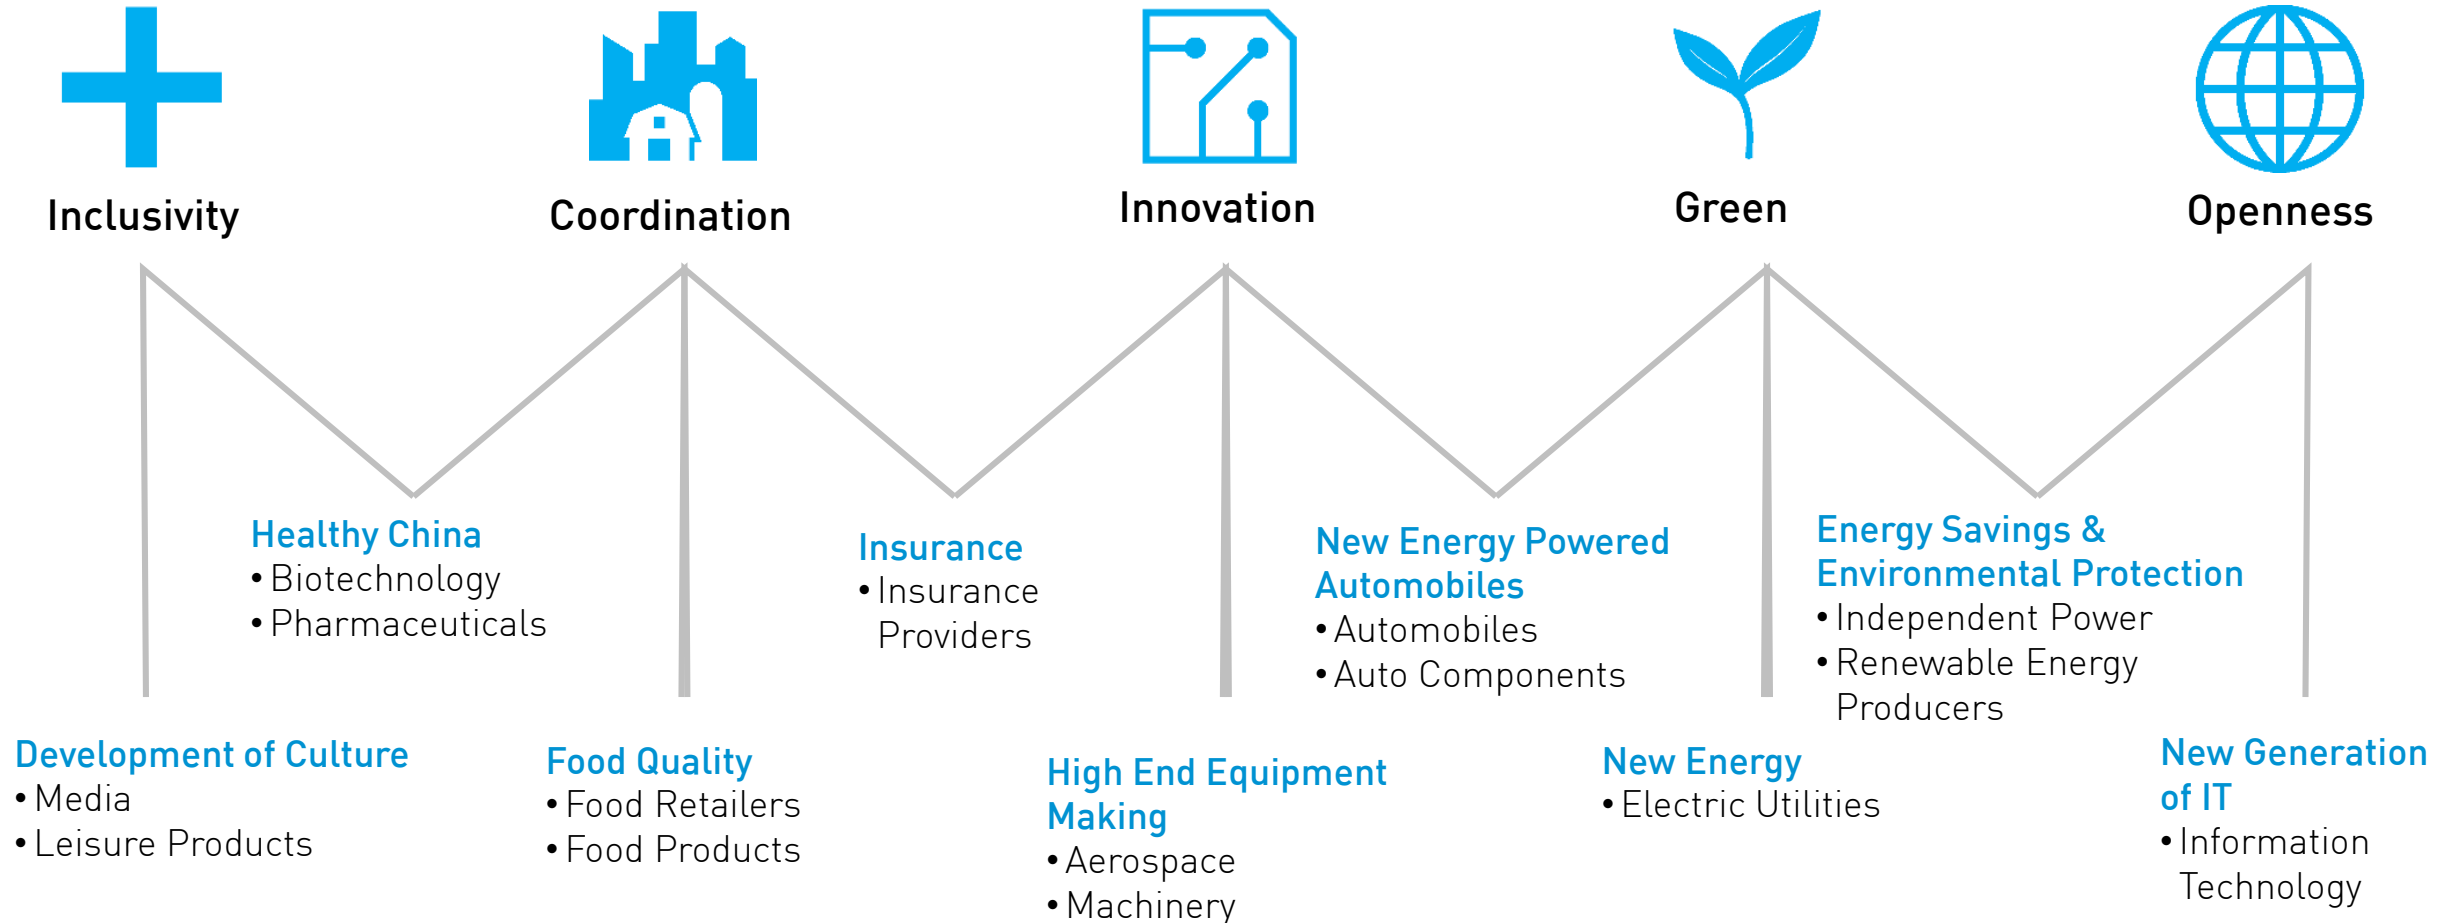 Inclusivity
Coordination
Innovation
Green
Openness
Healthy China
• Biotechnology
• Pharmaceuticals
Insurance
• Insurance
Providers
New Energy Powered
Automobiles
• Automobiles
• Auto Components
Energy Savings &
Environmental Protection
• Independent Power
• Renewable Energy
Producers
Development of Culture
• Media
• Leisure Products
Food Quality
• Food Retailers
• Food Products
High End Equipment
Making
• Aerospace
• Machinery
New Energy
• Electric Utilities
New Generation
of IT
• Information
Technology